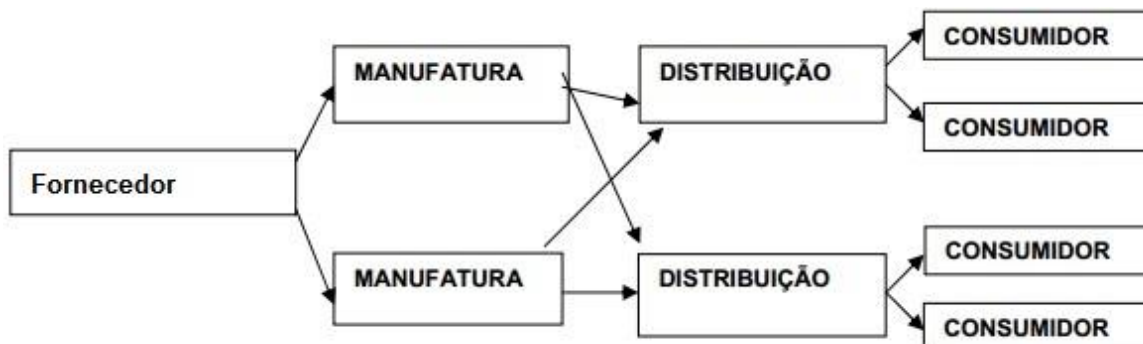 CONSUMIDOR
MANUFATURA
DISTRIBUIÇÃO
CONSUMIDOR
Fornecedor
CONSUMIDOR
MANUFATURA
DISTRIBUIÇÃO
CONSUMIDOR